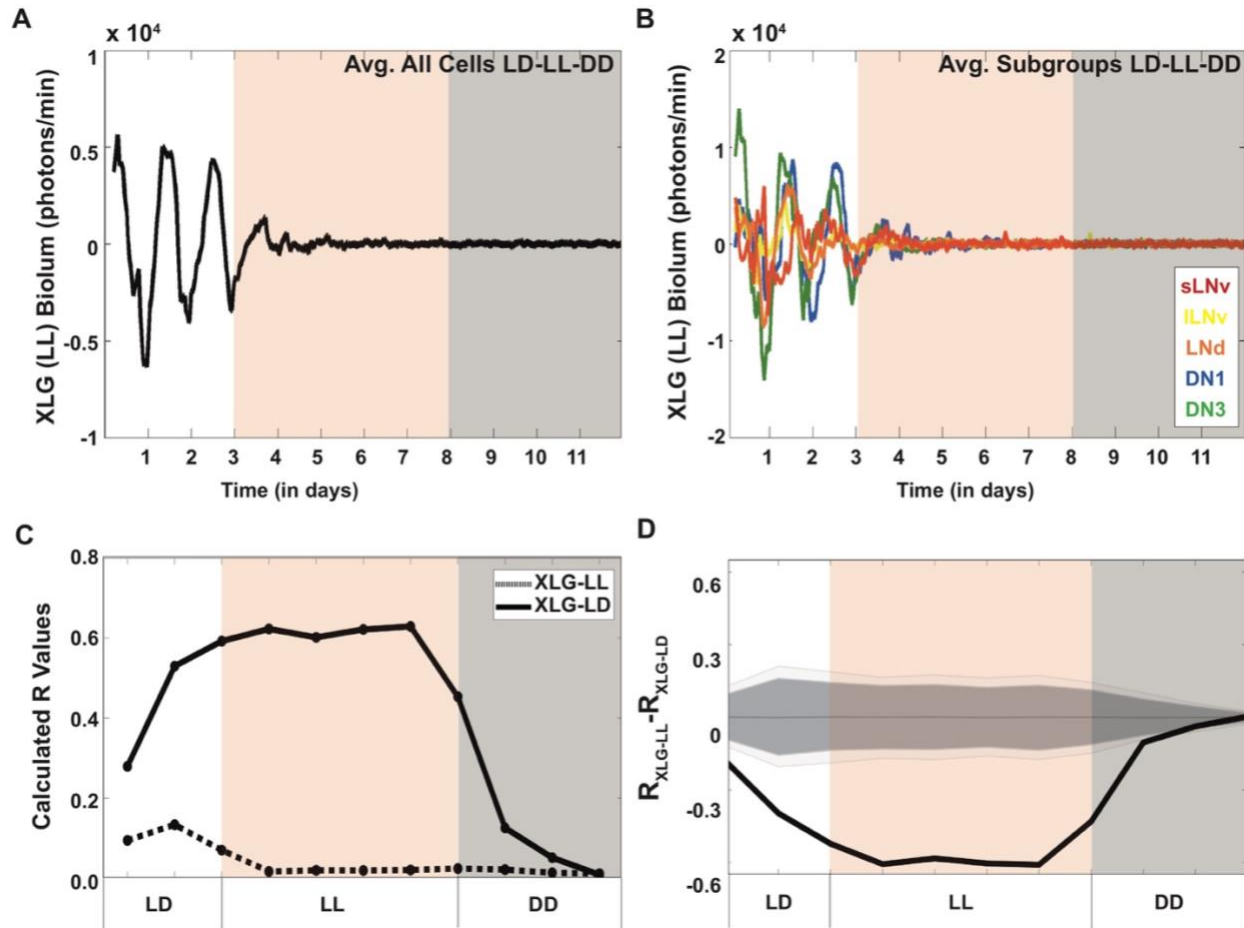 A
x 10⁴
Avg. All Cells LD-LL-DD
XLG (LL) Biolum (photons/min)
1
0.5
0
-0.5
-1
1 2 3 4 5 6 7 8 9 10 11
Time (in days)
B
x 10⁴
Avg. Subgroups LD-LL-DD
XLG (LL) Biolum (photons/min)
2
1
0
-1
-2
sLNv
lLNv
LNd
DN1
DN3
1 2 3 4 5 6 7 8 9 10 11
Time (in days)
C
Calculated R Values
0.8
0.6
0.4
0.2
0.0
XLG-LL
XLG-LD
LD LL DD
D
R_XLG-LL-R_XLG-LD
0.6
0.3
0
-0.3
-0.6
LD LL DD